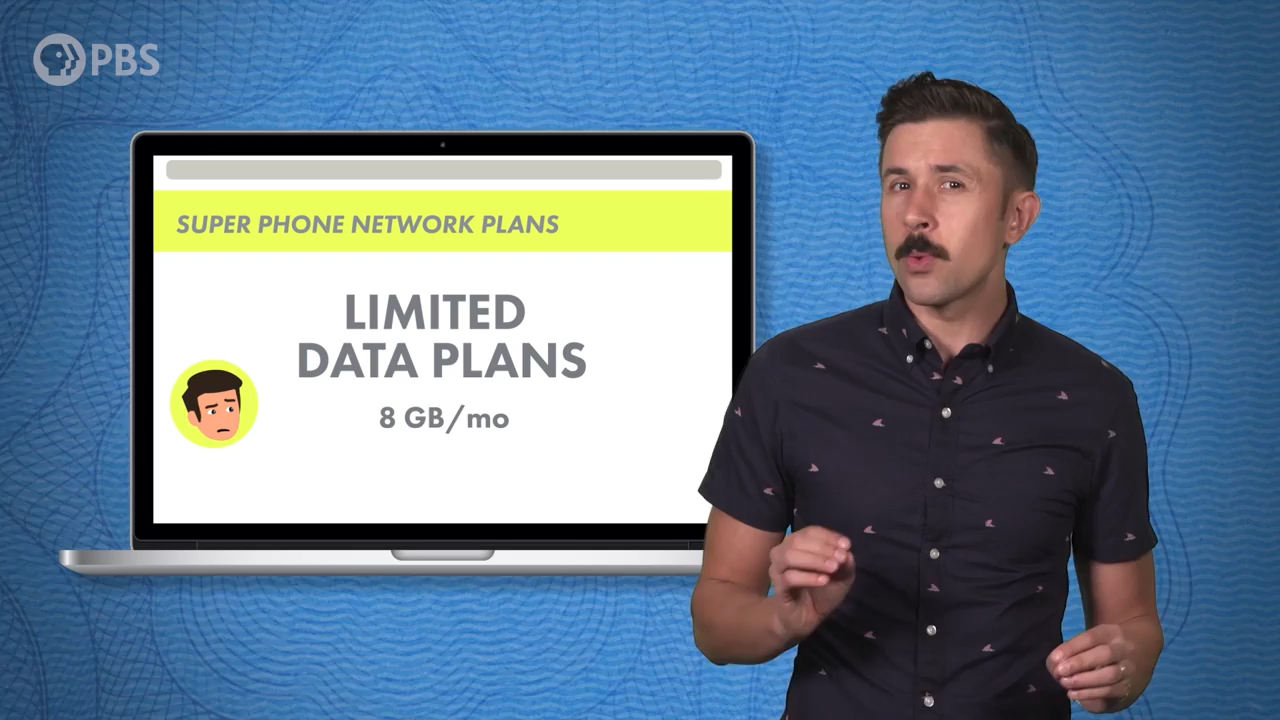 PBS
SUPER PHONE NETWORK PLANS
LIMITED
DATA PLANS
8 GB/mo